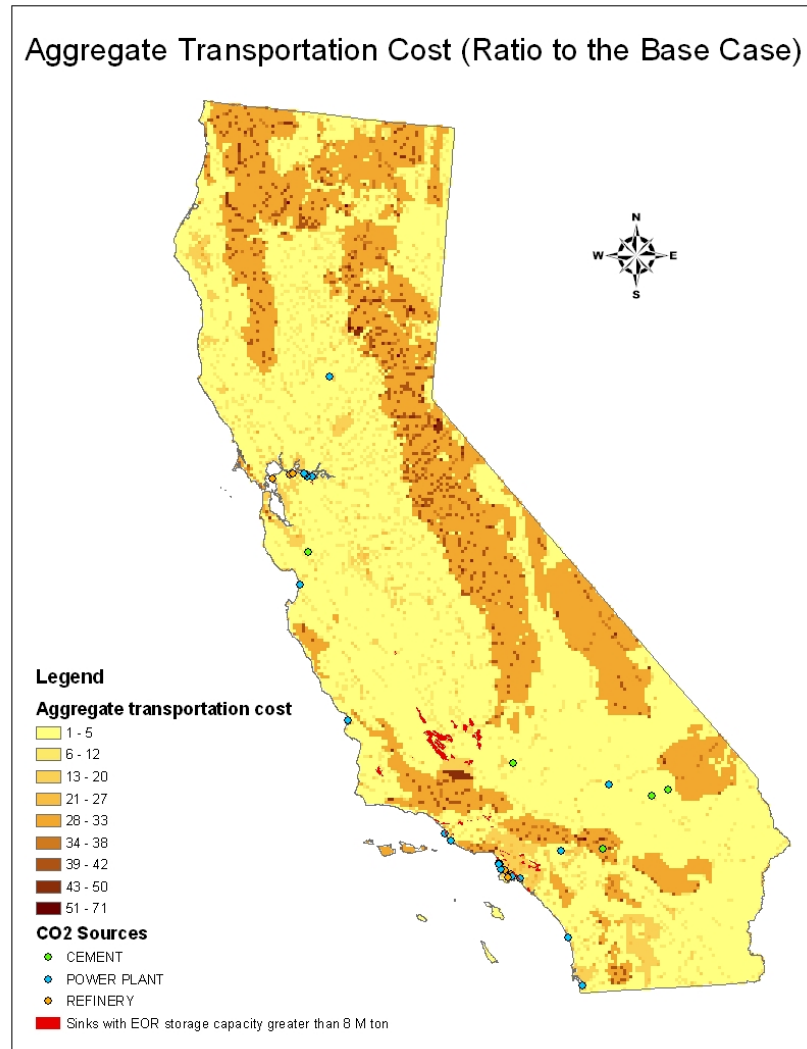 Aggregate Transportation Cost (Ratio to the Base Case)
N
W E
S
Legend
Aggregate transportation cost
1 - 5
6 - 12
13 - 20
21 - 27
28 - 33
34 - 38
39 - 42
43 - 50
51 - 71
CO2 Sources
CEMENT
POWER PLANT
REFINERY
Sinks with EOR storage capacity greater than 8 M ton